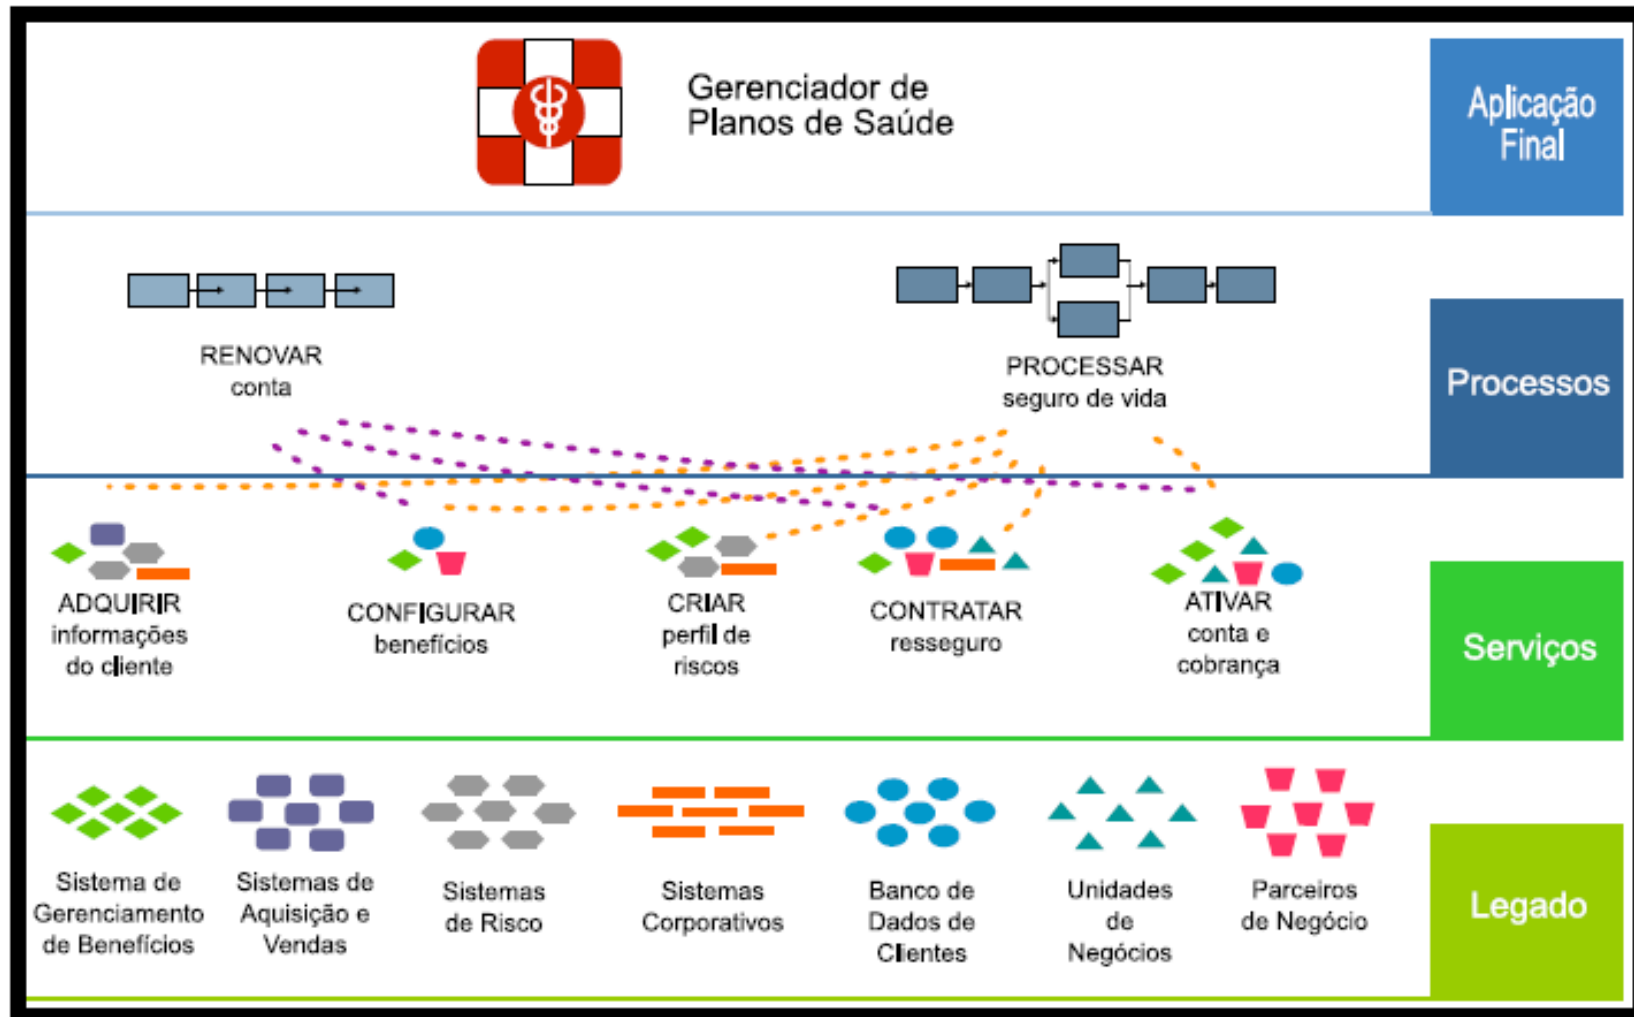 Gerenciador de
Planos de Saúde
Aplicação
Final
RENOVAR
conta
PROCESSAR
seguro de vida
Processos
ADQUIRIR
informações
do cliente
CONFIGURAR
benefícios
CRIAR
perfil de
riscos
CONTRATAR
resseguro
ATIVAR
conta e
cobrança
Serviços
Sistema de
Gerenciamento
de Benefícios
Sistemas de
Aquisição e
Vendas
Sistemas
de Risco
Sistemas
Corporativos
Banco de
Dados de
Clientes
Unidades
de
Negócios
Parceiros
de Negócio
Legado